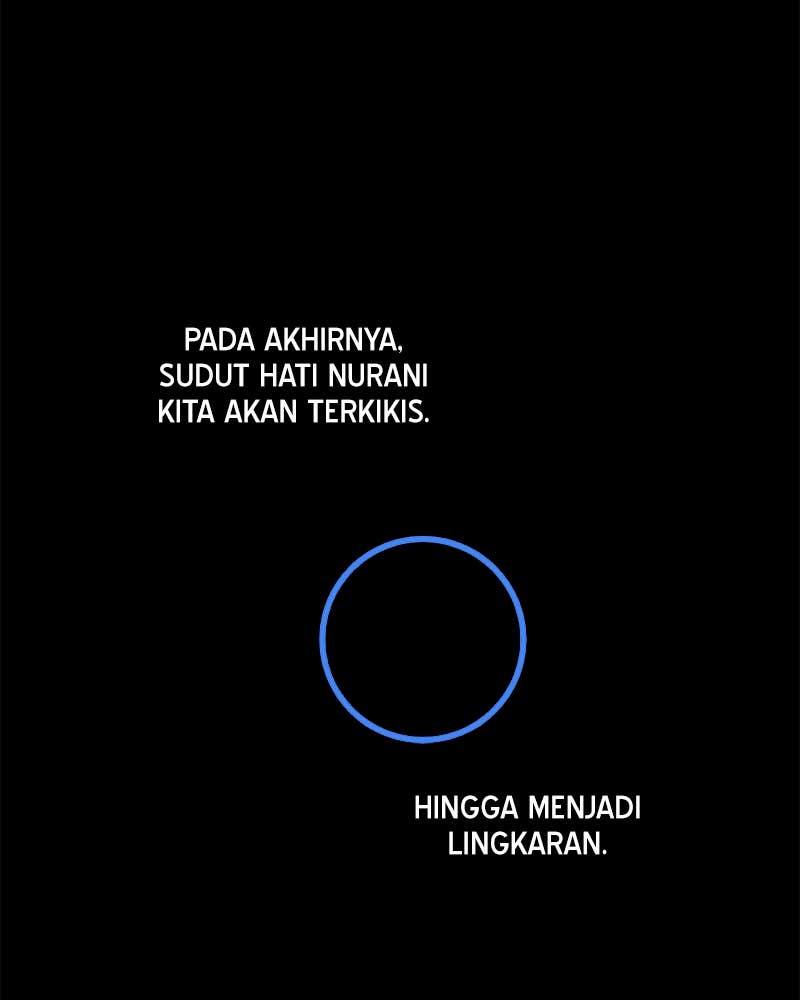 PADA AKHIRNYA,
SUDUT HATI NURANI
KITA AKAN TERKIKIS.
HINGGA MENJADI
LINGKARAN.